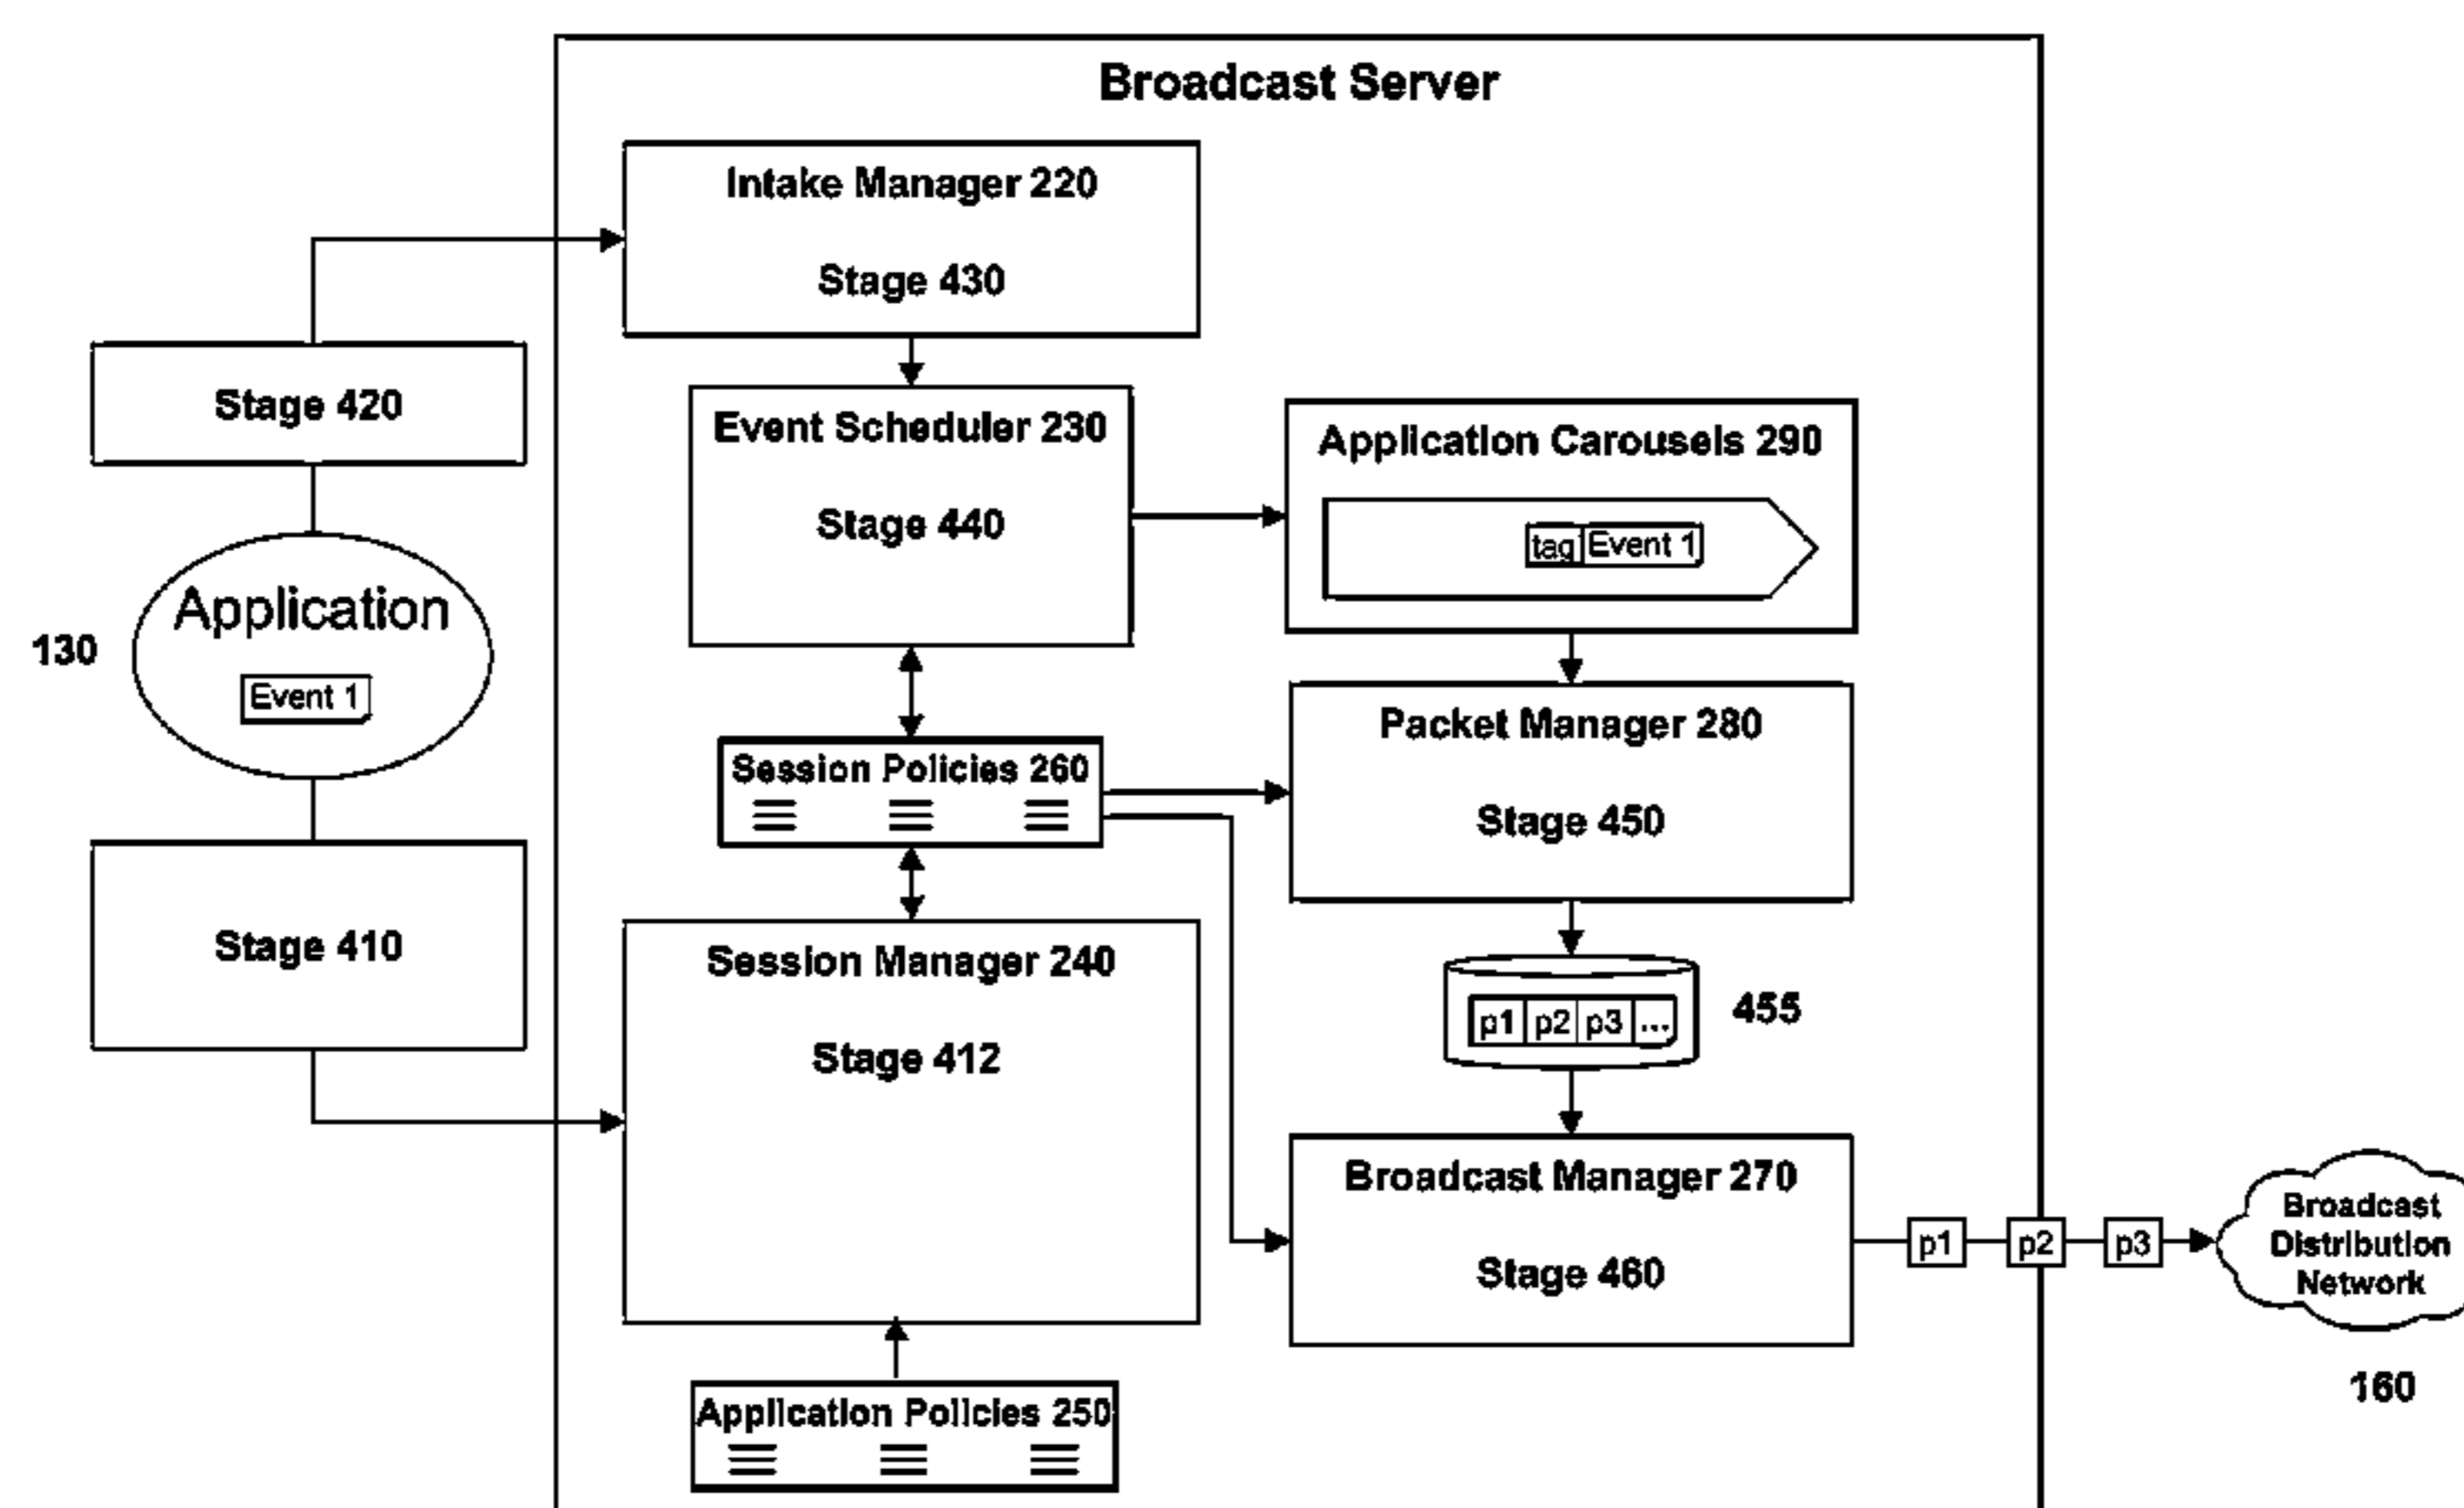 Broadcast Server
Intake Manager 220
Stage 430
Stage 420
Event Scheduler 230
Stage 440
Application Carousels 290
tag Event 1
Application
130
Event 1
Session Policies 260
Packet Manager 280
Stage 450
Stage 410
Session Manager 240
Stage 412
p1 p2 p3 ...
455
Broadcast Manager 270
Stage 460
p1 p2 p3
Broadcast
Distribution
Network
160
Application Policies 250